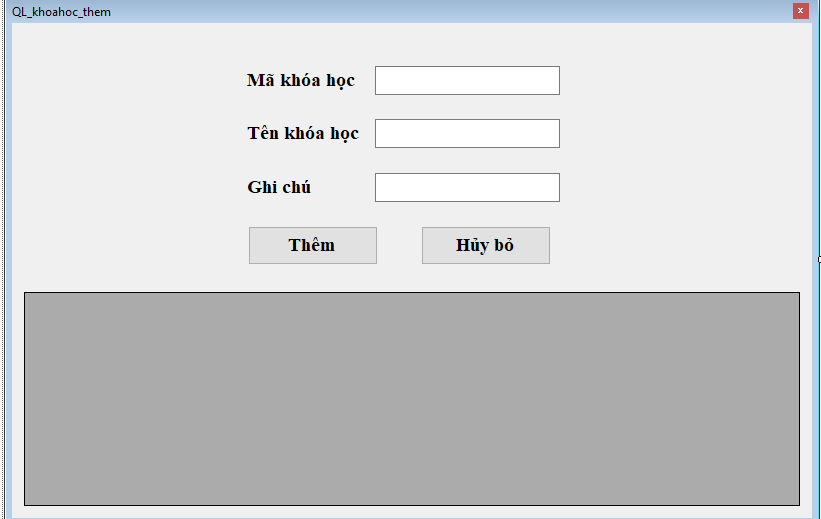 QL_khoahoc_them
Mã khóa học
Tên khóa học
Ghi chú
Thêm Hủy bỏ